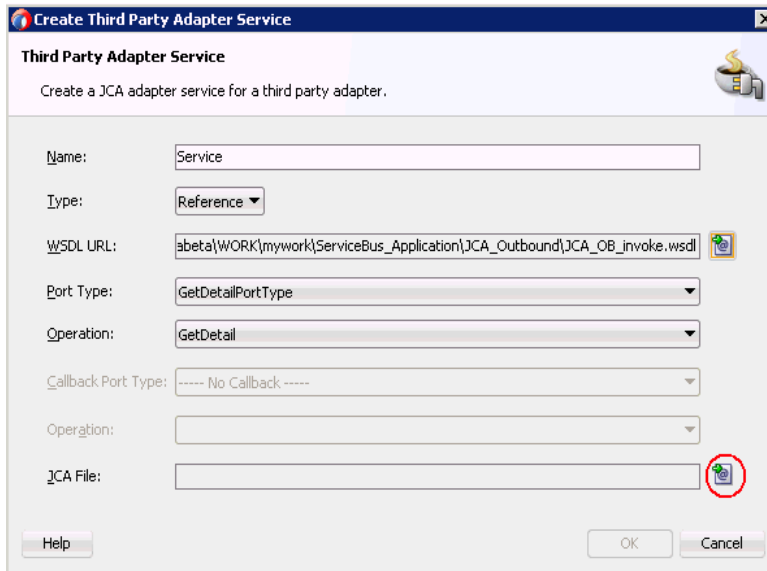 Create Third Party Adapter Service
Third Party Adapter Service
Create a JCA adapter service for a third party adapter.
Name: Service
Type: Reference
WSDL URL: abeta\WORK\mywork\ServiceBus_Application\JCA_Outbound\JCA_OB_invoke.wsdl
Port Type: GetDetailPortType
Operation: GetDetail
Callback Port Type: ----- No Callback -----
Operation:
JCA File:
Help OK Cancel